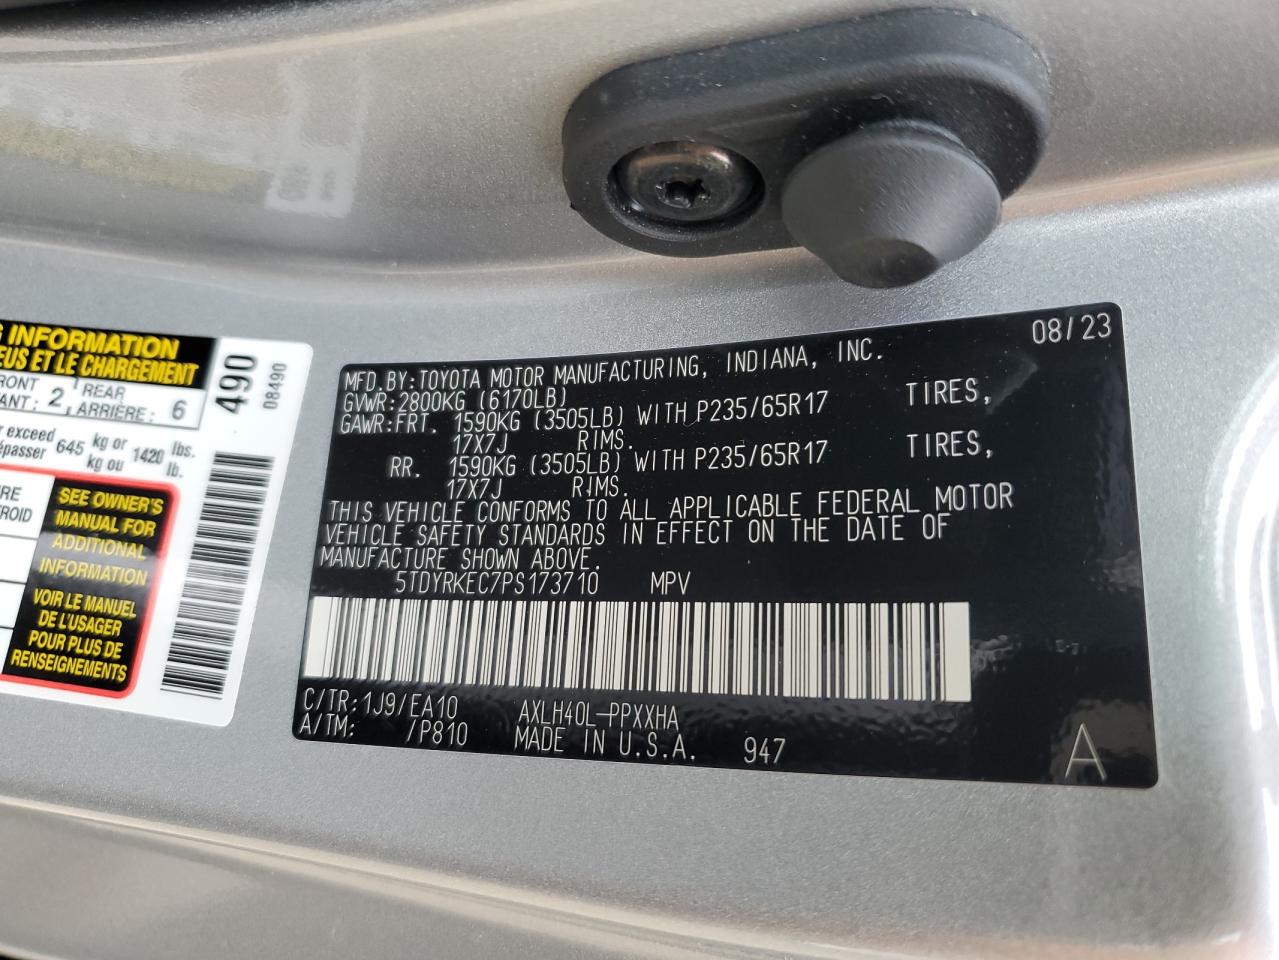 G INFORMATION
EUS ET LE CHARGEMENT
RONT 2 REAR 6
ANT: ARRIÈRE:
r exceed 645 kg or 1420 lbs.
épasser kg ou lb.
IRE
ROID
SEE OWNER'S
MANUAL FOR
ADDITIONAL
INFORMATION
VOIR LE MANUEL
DE L'USAGER
POUR PLUS DE
RENSEIGNEMENTS
490
08490
08/23
MFD.BY:TOYOTA MOTOR MANUFACTURING, INDIANA, INC.
GVWR:2800KG (6170LB)
GAWR:FRT. 1590KG (3505LB) WITH P235/65R17 TIRES,
17X7J RIMS.
RR. 1590KG (3505LB) WITH P235/65R17 TIRES,
17X7J RIMS.
THIS VEHICLE CONFORMS TO ALL APPLICABLE FEDERAL MOTOR
VEHICLE SAFETY STANDARDS IN EFFECT ON THE DATE OF
MANUFACTURE SHOWN ABOVE.
5TDYRKEC7PS173710 MPV
C/TR:1J9/EA10 AXLH40L-PPXXHA
A/TM: /P810 MADE IN U.S.A. 947
A